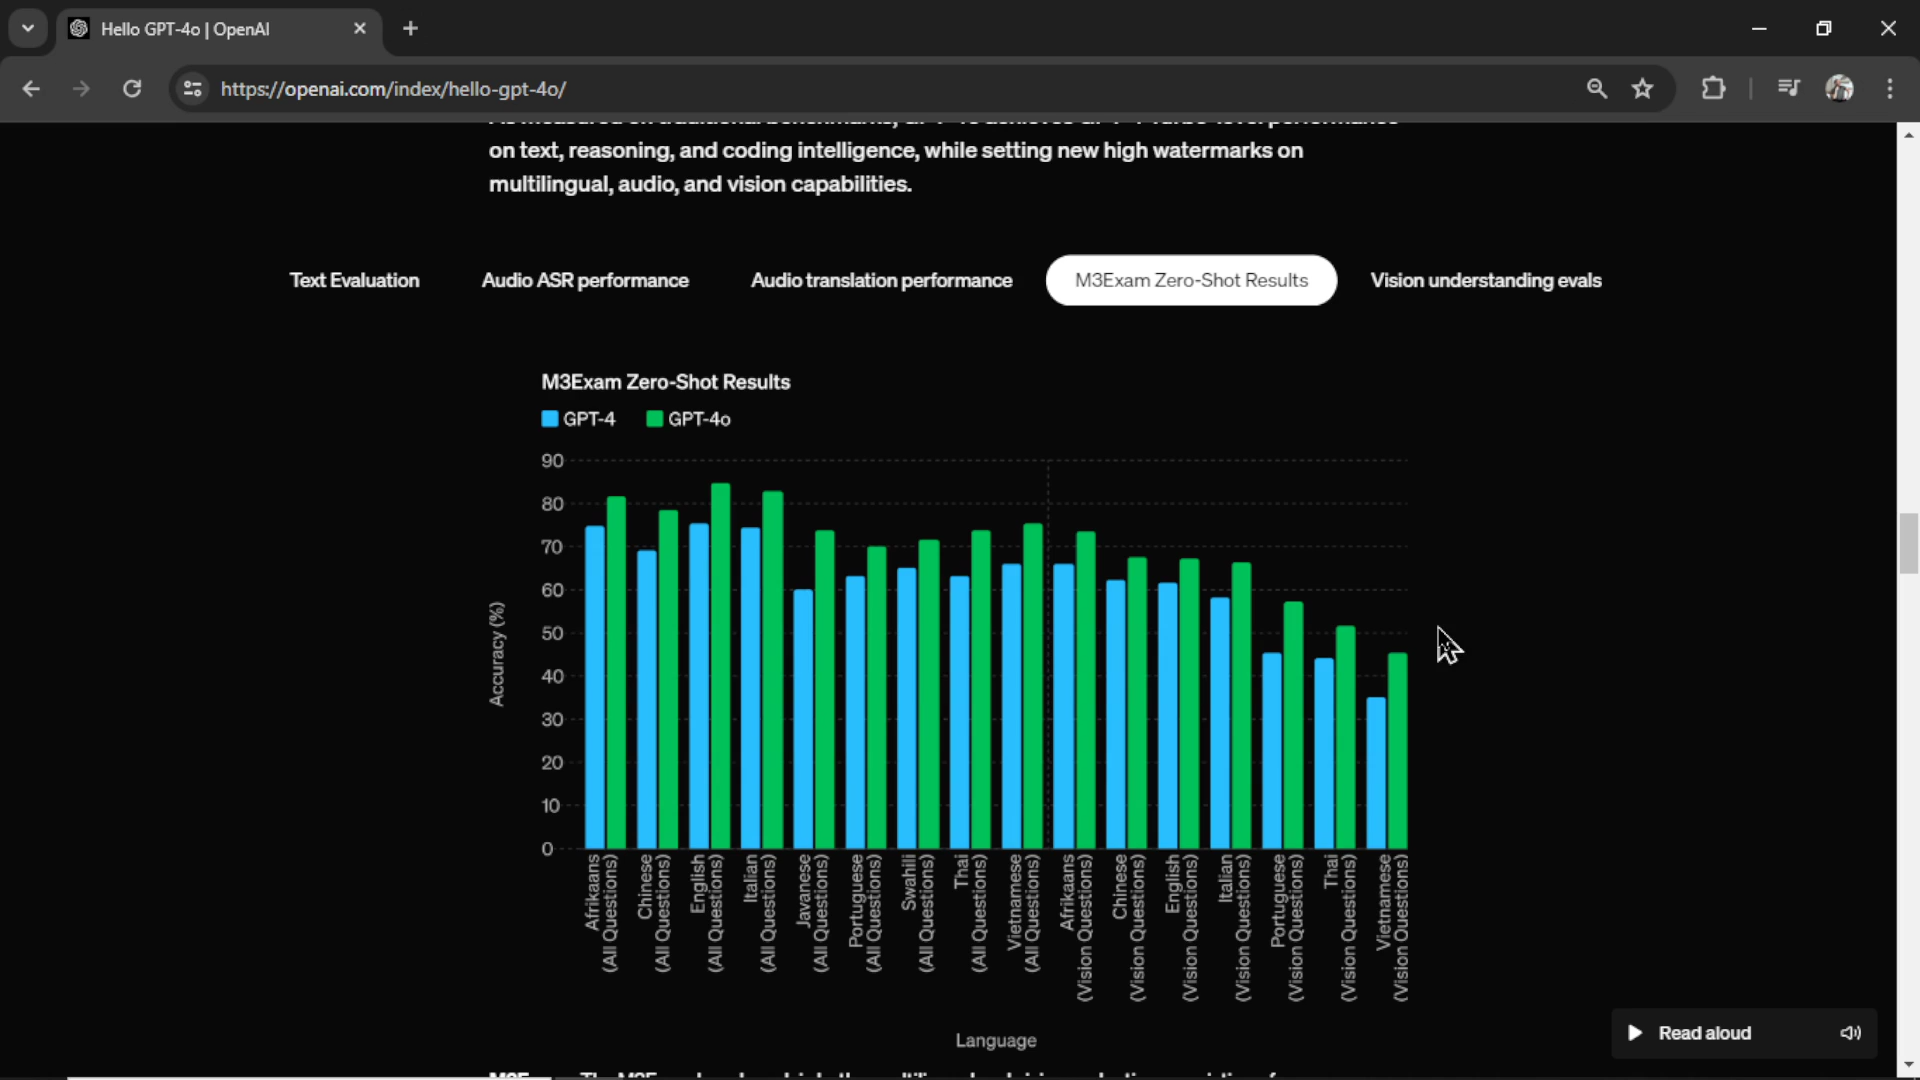 Hello GPT-4o | OpenAI
https://openai.com/index/hello-gpt-4o/
on text, reasoning, and coding intelligence, while setting new high watermarks on
multilingual, audio, and vision capabilities.
Text Evaluation
Audio ASR performance
Audio translation performance
M3Exam Zero-Shot Results
Vision understanding evals
M3Exam Zero-Shot Results
GPT-4
GPT-4o
90
80
70
60
50
40
30
20
10
0
Accuracy (%)
Afrikaans
(All Questions)
Chinese
(All Questions)
English
(All Questions)
Italian
(All Questions)
Javanese
(All Questions)
Portuguese
(All Questions)
Swahili
(All Questions)
Thai
(All Questions)
Vietnamese
(All Questions)
Afrikaans
(Vision Questions)
Chinese
(Vision Questions)
English
(Vision Questions)
Italian
(Vision Questions)
Portuguese
(Vision Questions)
Thai
(Vision Questions)
Vietnamese
(Vision Questions)
Language
Read aloud